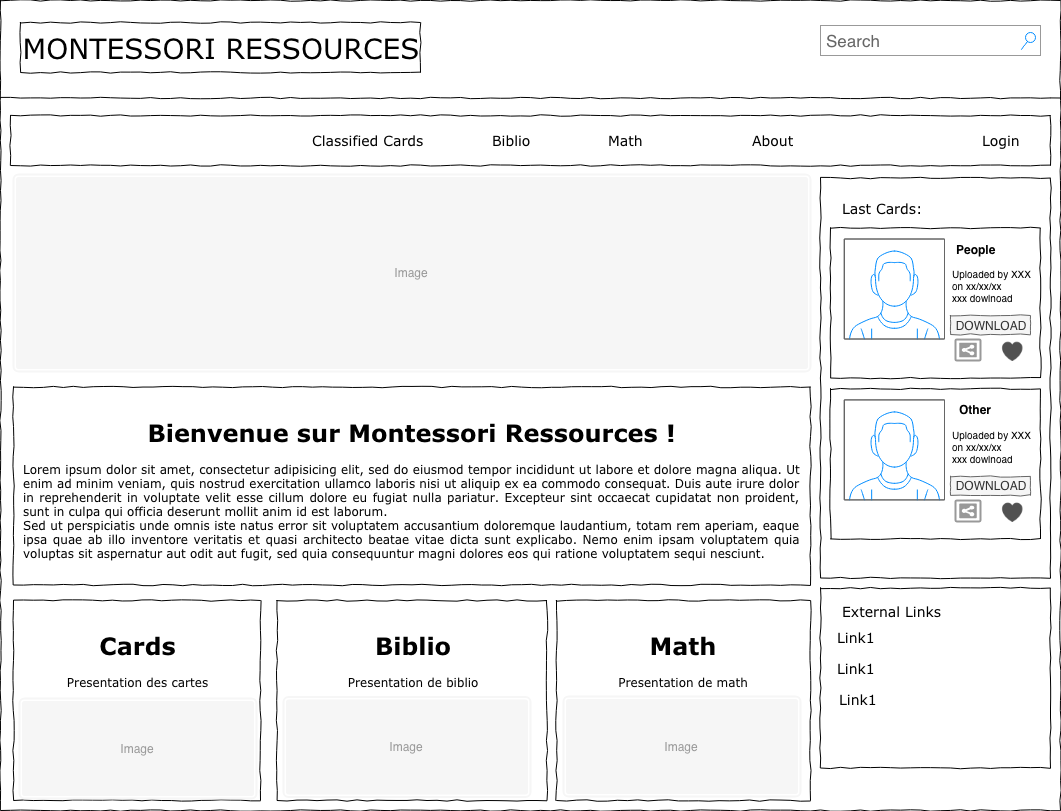 MONTESSORI RESSOURCES
Search
Classified Cards
Biblio
Math
About
Login
Image
Bienvenue sur Montessori Ressources !
Lorem ipsum dolor sit amet, consectetur adipisicing elit, sed do eiusmod tempor incididunt ut labore et dolore magna aliqua. Ut
enim ad minim veniam, quis nostrud exercitation ullamco laboris nisi ut aliquip ex ea commodo consequat. Duis aute irure dolor
in reprehenderit in voluptate velit esse cillum dolore eu fugiat nulla pariatur. Excepteur sint occaecat cupidatat non proident,
sunt in culpa qui officia deserunt mollit anim id est laborum.
Sed ut perspiciatis unde omnis iste natus error sit voluptatem accusantium doloremque laudantium, totam rem aperiam, eaque
ipsa quae ab illo inventore veritatis et quasi architecto beatae vitae dicta sunt explicabo. Nemo enim ipsam voluptatem quia
voluptas sit aspernatur aut odit aut fugit, sed quia consequuntur magni dolores eos qui ratione voluptatem sequi nesciunt.
Cards
Presentation des cartes
Image
Biblio
Presentation de biblio
Image
Math
Presentation de math
Image
Last Cards:
People
Uploaded by XXX
on xx/xx/xx
xxx dowlnoad
DOWNLOAD
Other
Uploaded by XXX
on xx/xx/xx
xxx dowlnoad
DOWNLOAD
External Links
Link1
Link1
Link1